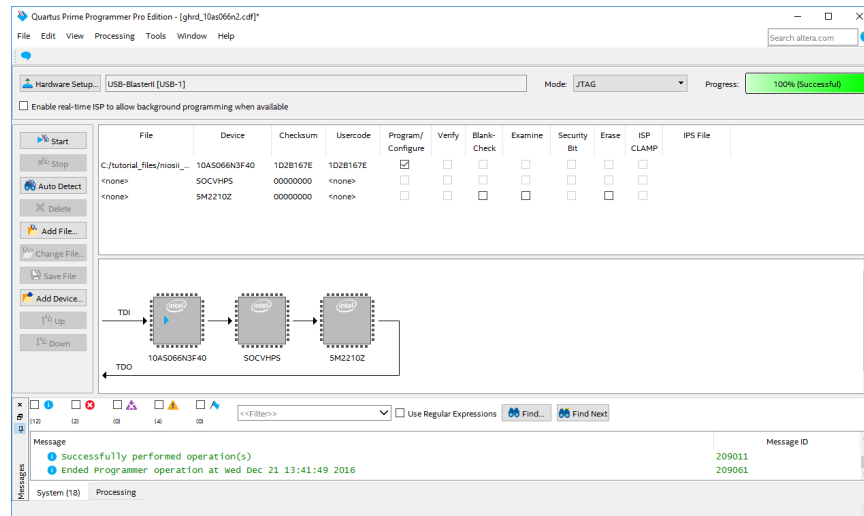 Quartus Prime Programmer Pro Edition - [ghrd_10as066n2.cdf]*
File Edit View Processing Tools Window Help
Search altera.com
Hardware Setup... USB-BlasterII [USB-1] Mode: JTAG Progress: 100% (Successful)
Enable real-time ISP to allow background programming when available
Start
Stop
Auto Detect
Delete
Add File...
Change File...
Save File
Add Device...
Up
Down
File Device Checksum Usercode Program/ Configure Verify Blank- Check Examine Security Bit Erase ISP CLAMP IPS File
C:/tutorial_files/niosii_... 10AS066N3F40 1D2B167E 1D2B167E
<none> SOCVHPS 00000000 <none>
<none> 5M2210Z 00000000 <none>
TDI
intel intel intel
10AS066N3F40 SOCVHPS 5M2210Z
TDO
(12) (2) (0) (4) (0)
<<Filter>> Use Regular Expressions Find... Find Next
Message Message ID
Successfully performed operation(s) 209011
Ended Programmer operation at Wed Dec 21 13:41:49 2016 209061
Messages
System (18) Processing